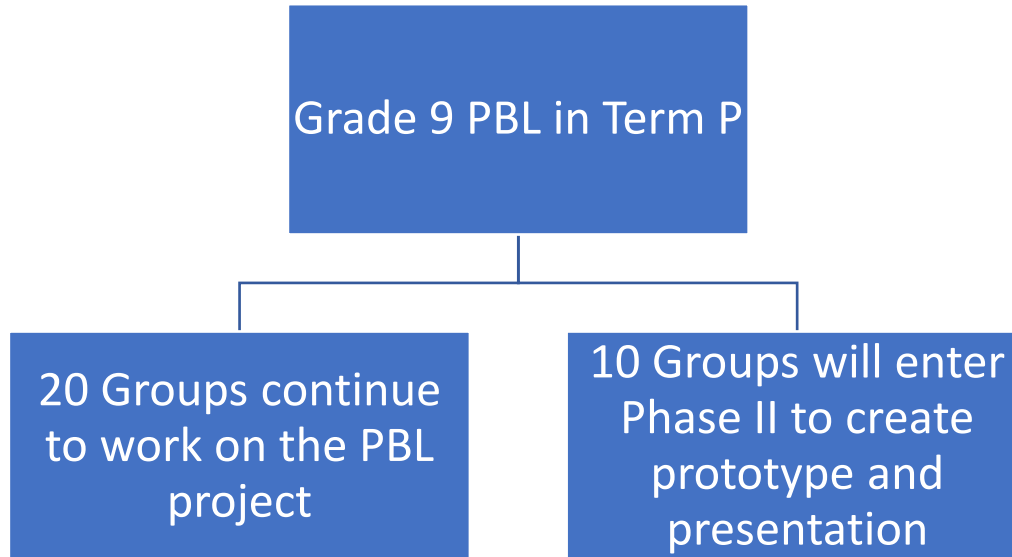 Grade 9 PBL in Term P
20 Groups continue
to work on the PBL
project
10 Groups will enter
Phase II to create
prototype and
presentation